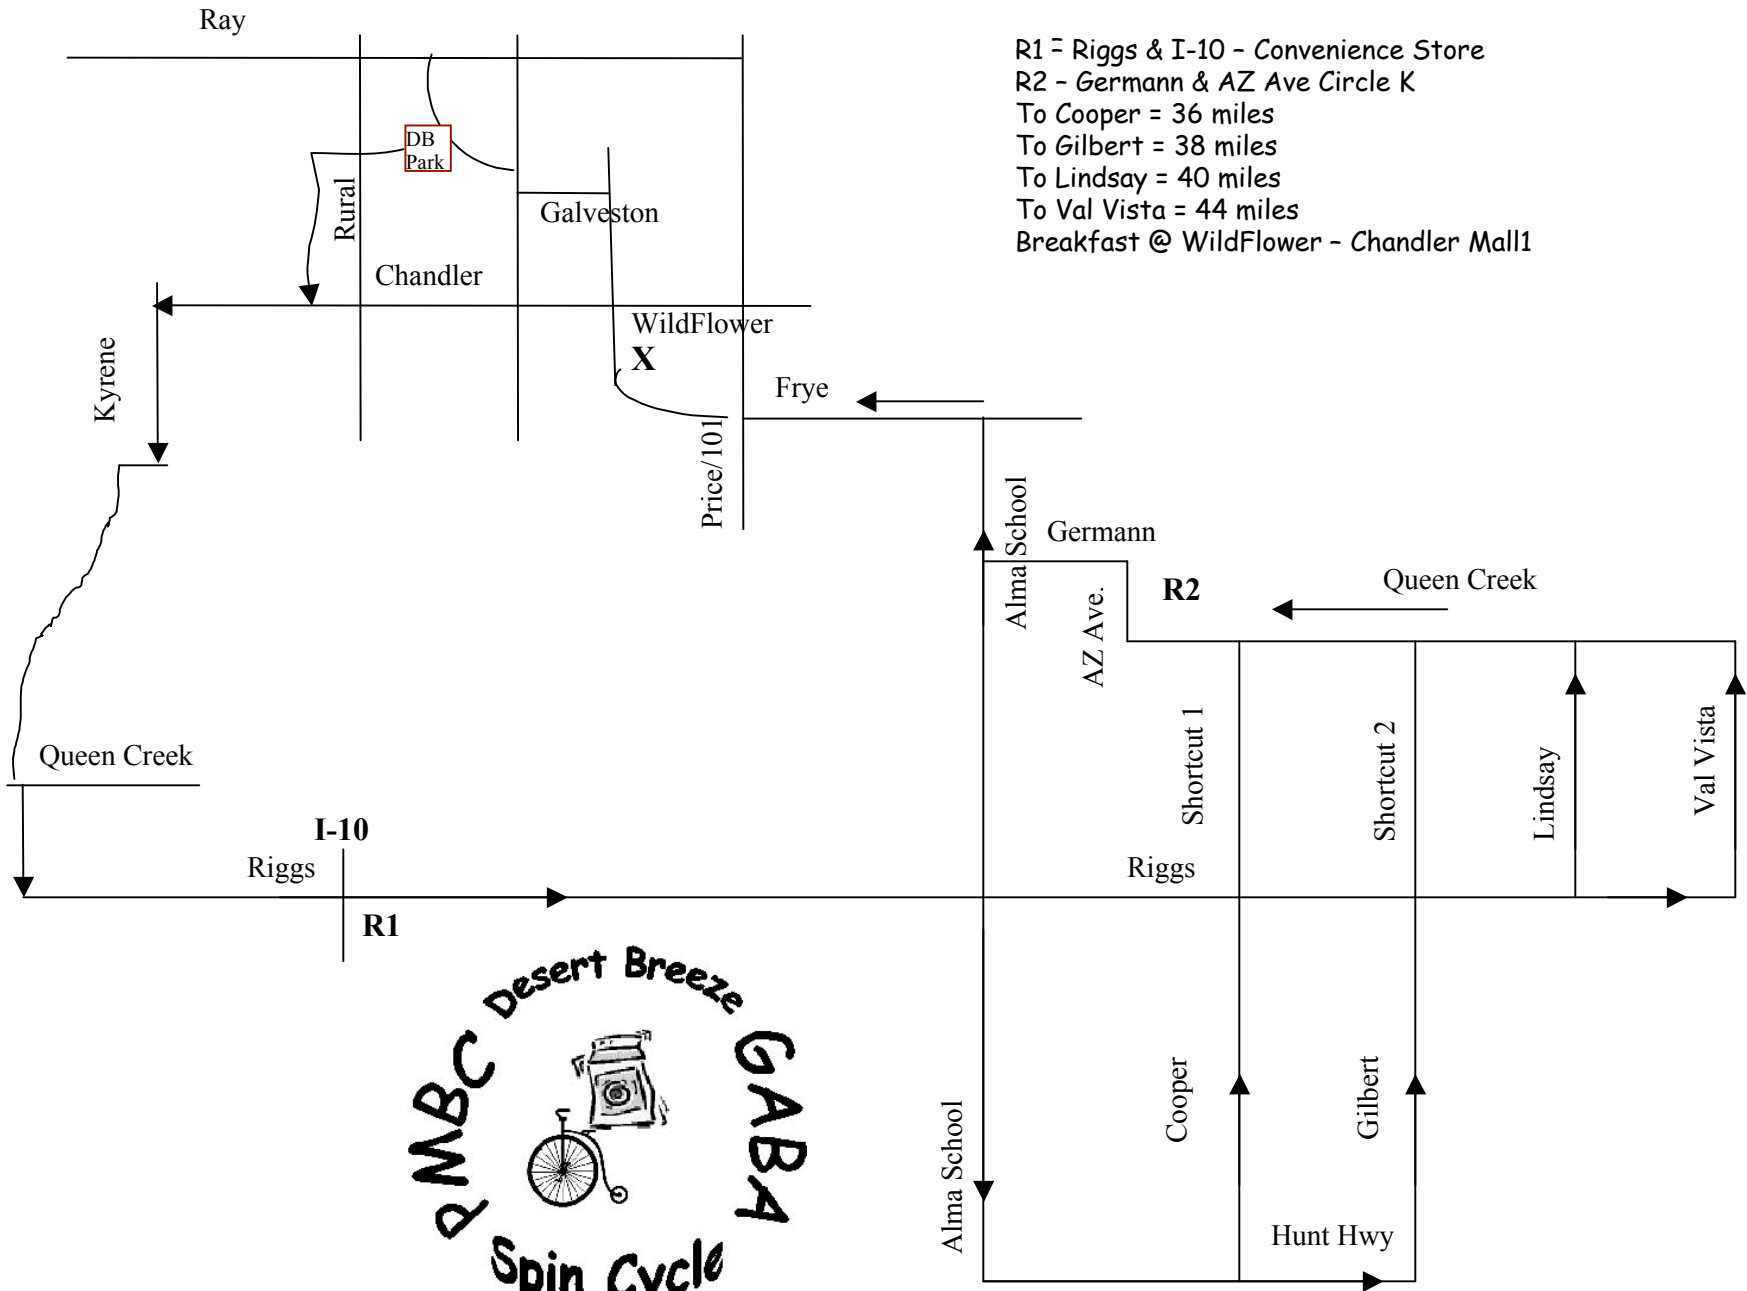 Ray
R1 = Riggs & I-10 – Convenience Store
R2 – Germann & AZ Ave Circle K
To Cooper = 36 miles
To Gilbert = 38 miles
To Lindsay = 40 miles
To Val Vista = 44 miles
Breakfast @ WildFlower – Chandler Mall1
DB
Park
Rural
Galveston
Chandler
WildFlower
X
Kyrene
Frye
Price/101
Alma School
Germann
AZ Ave.
R2
Queen Creek
Queen Creek
Shortcut 1
Shortcut 2
Lindsay
Val Vista
I-10
Riggs
Riggs
R1
Desert Breeze
PMBC
GABA
Spin Cycle
Alma School
Cooper
Gilbert
Hunt Hwy